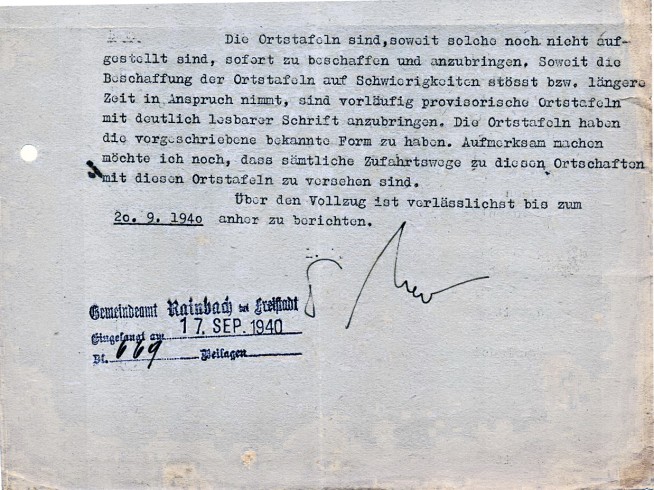 Die Ortstafeln sind,soweit solche noch nicht auf-
gestellt sind, sofort zu beschaffen und anzubringen. Soweit die
Beschaffung der Ortstafeln auf Schwierigkeiten stösst bzw. längere
Zeit in Anspruch nimmt, sind vorläufig provisorische Ortstafeln
mit deutlich lesbarer Schrift anzubringen. Die Ortstafeln haben
die vorgeschriebene bekannte Form zu haben. Aufmerksam machen
möchte ich noch, dass sämtliche Zufahrtswege zu diesen Ortschaften
mit diesen Ortstafeln zu versehen sind.
Über den Vollzug ist verlässlichst bis zum
20. 9. 1940 anher zu berichten.
Gemeindeamt Rainbach bei Freistadt
Eingelangt am 17. SEP. 1940
Zl. 669 Beilagen